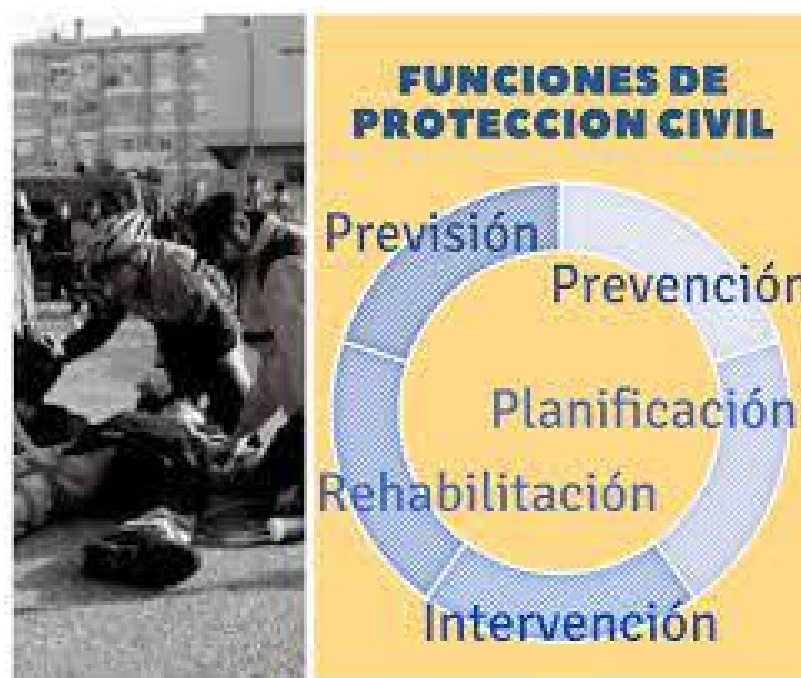 FUNCIONES DE
PROTECCION CIVIL
Previsión
Prevención
Planificación
Rehabilitación
Intervención